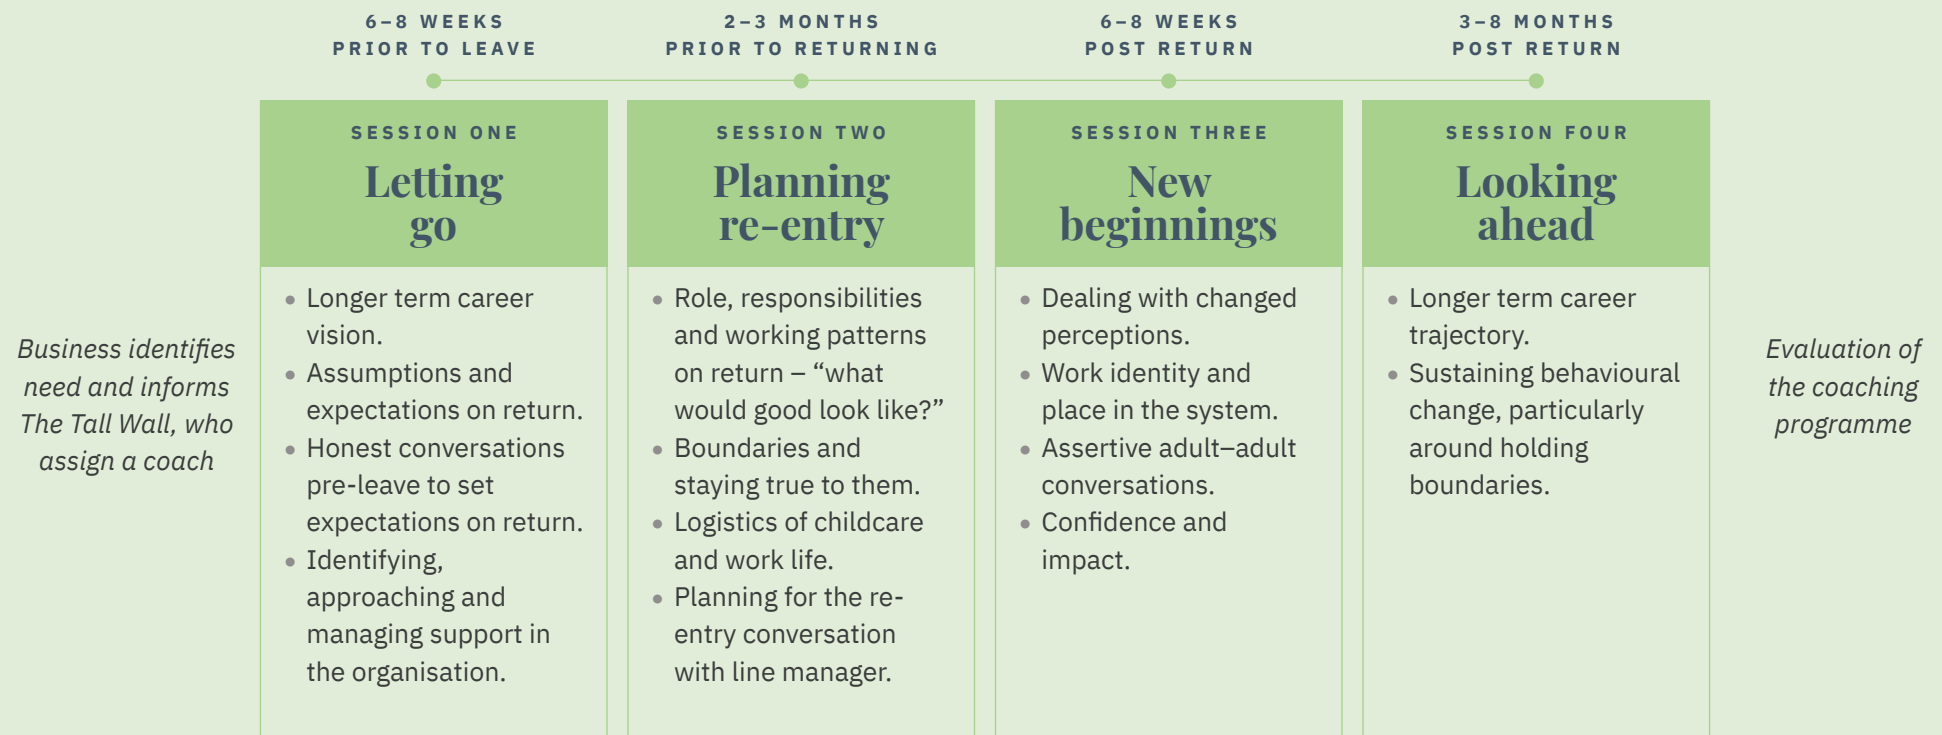 Business identifies
need and informs
The Tall Wall, who
assign a coach
6–8 WEEKS
PRIOR TO LEAVE
SESSION ONE
Letting
go
• Longer term career
vision.
• Assumptions and
expectations on return.
• Honest conversations
pre-leave to set
expectations on return.
• Identifying,
approaching and
managing support in
the organisation.
2–3 MONTHS
PRIOR TO RETURNING
SESSION TWO
Planning
re-entry
• Role, responsibilities
and working patterns
on return – “what
would good look like?”
• Boundaries and
staying true to them.
• Logistics of childcare
and work life.
• Planning for the re-
entry conversation
with line manager.
6–8 WEEKS
POST RETURN
SESSION THREE
New
beginnings
• Dealing with changed
perceptions.
• Work identity and
place in the system.
• Assertive adult–adult
conversations.
• Confidence and
impact.
3–8 MONTHS
POST RETURN
SESSION FOUR
Looking
ahead
• Longer term career
trajectory.
• Sustaining behavioural
change, particularly
around holding
boundaries.
Evaluation of
the coaching
programme